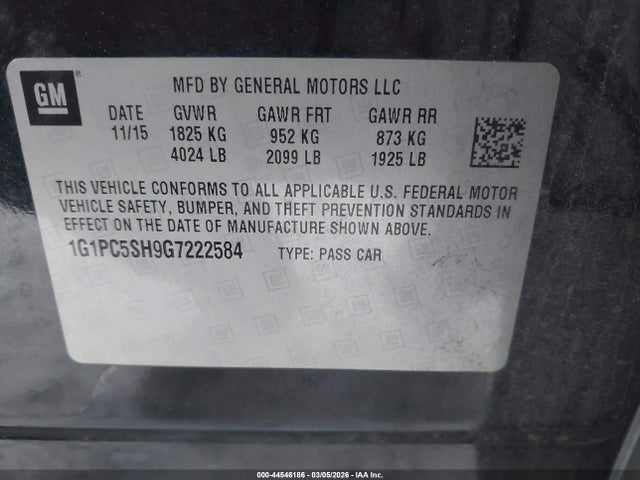 GM
MFD BY GENERAL MOTORS LLC
DATE GVWR GAWR FRT GAWR RR
11/15 1825 KG 952 KG 873 KG
4024 LB 2099 LB 1925 LB
THIS VEHICLE CONFORMS TO ALL APPLICABLE U.S. FEDERAL MOTOR
VEHICLE SAFETY, BUMPER, AND THEFT PREVENTION STANDARDS IN
EFFECT ON THE DATE OF MANUFACTURE SHOWN ABOVE.
1G1PC5SH9G7222584 TYPE: PASS CAR
000-44546186 - 03/05/2026 - IAA Inc.